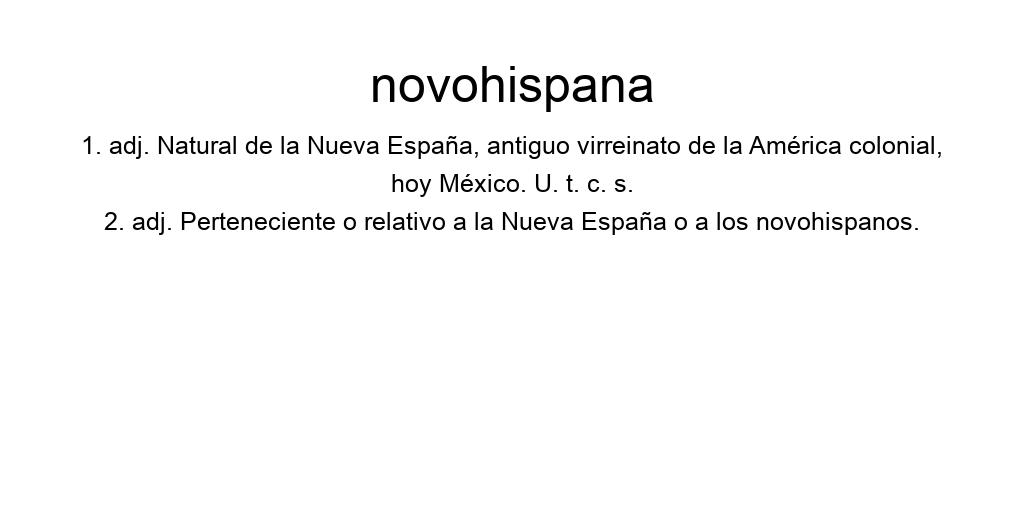 novohispana
1. adj. Natural de la Nueva España, antiguo virreinato de la América colonial,
hoy México. U. t. c. s.
2. adj. Perteneciente o relativo a la Nueva España o a los novohispanos.